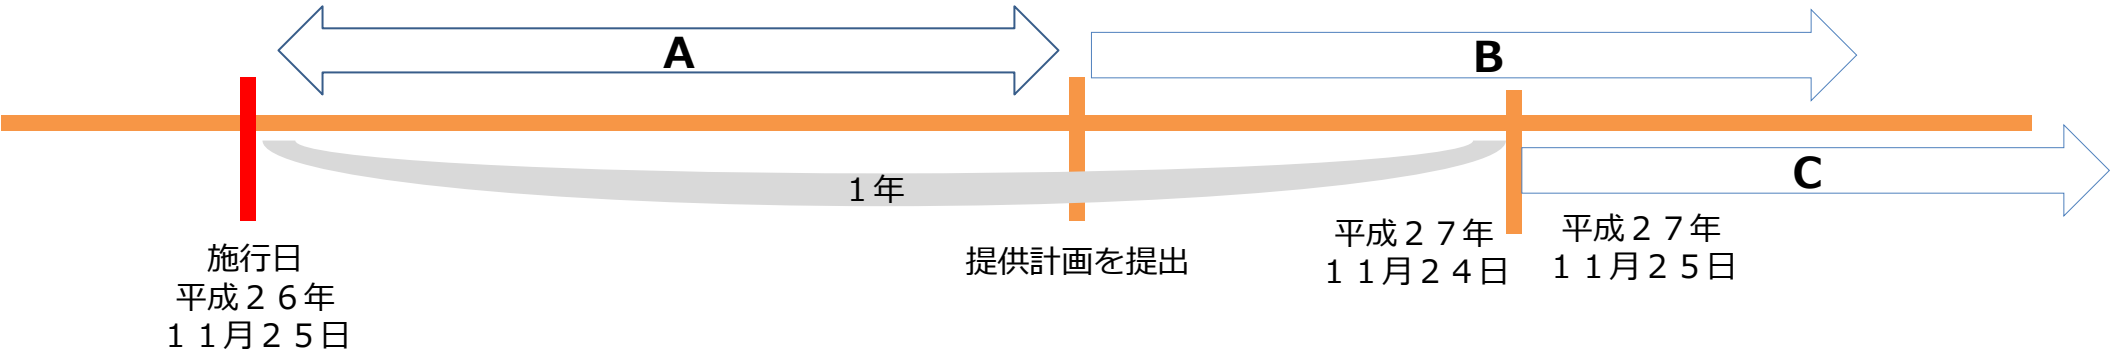 A
B
C
１年
施行日
平成２６年
１１月２５日
提供計画を提出
平成２７年
１１月２４日
平成２７年
１１月２５日